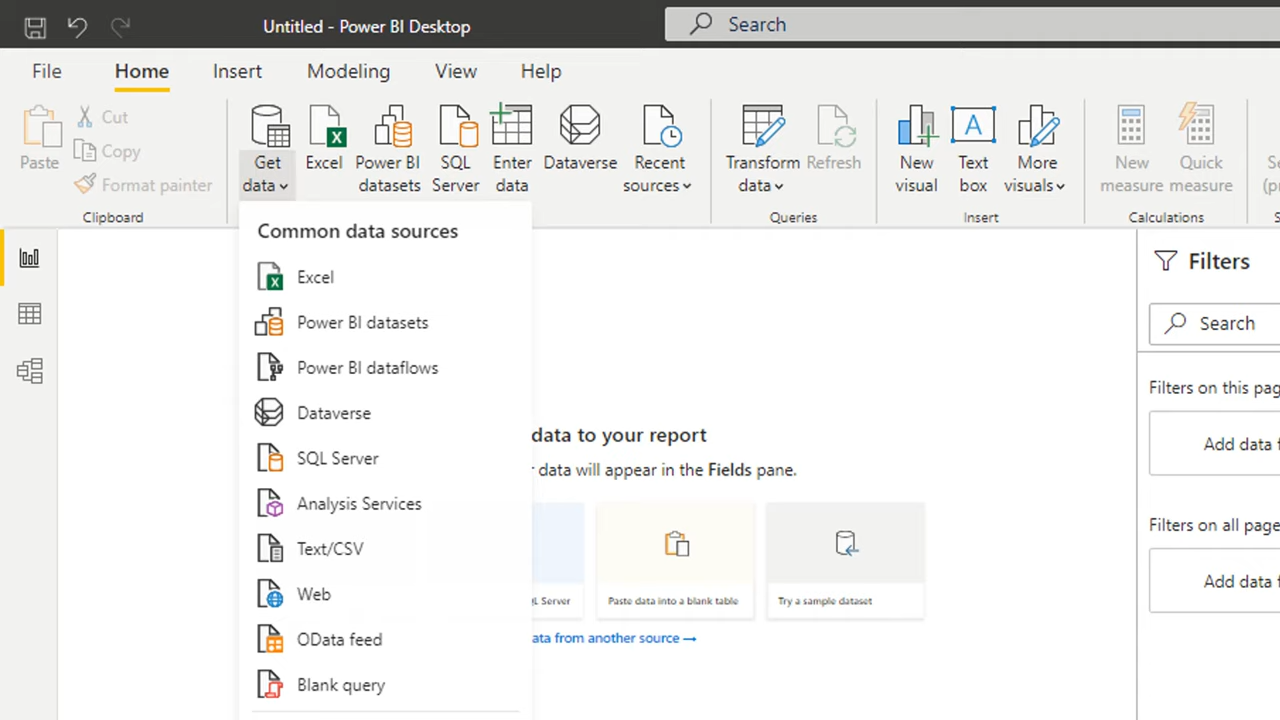 Untitled - Power BI Desktop
Search
File Home Insert Modeling View Help
Paste
Cut
Copy
Format painter
Clipboard
Get data
Excel
Power BI datasets
SQL Server
Enter data
Dataverse
Recent sources
Transform data
Refresh
Queries
New visual
Text box
More visuals
Insert
New measure
Quick measure
Calculations
Common data sources
Excel
Power BI datasets
Power BI dataflows
Dataverse
SQL Server
Analysis Services
Text/CSV
Web
OData feed
Blank query
data to your report
data will appear in the Fields pane.
Server
Paste data into a blank table
Try a sample dataset
from another source →
Filters
Search
Filters on this
Add data
Filters on all
Add data